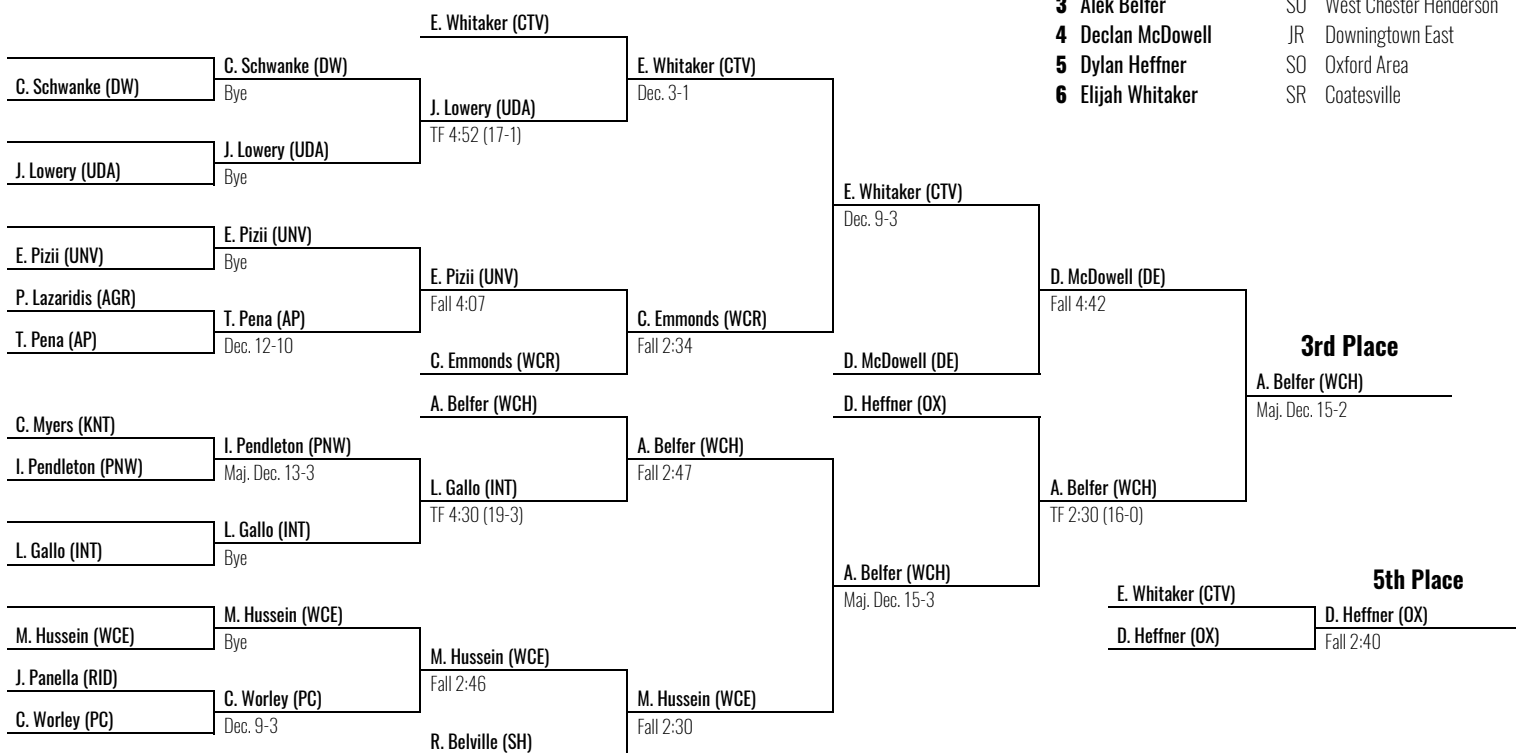 3 Alek Belfer SO West Chester Henderson
4 Declan McDowell JR Downingtown East
5 Dylan Heffner SO Oxford Area
6 Elijah Whitaker SR Coatesville
C. Schwanke (DW)
J. Lowery (UDA)
E. Pizii (UNV)
P. Lazaridis (AGR)
T. Pena (AP)
C. Myers (KNT)
I. Pendleton (PNW)
L. Gallo (INT)
M. Hussein (WCE)
J. Panella (RID)
C. Worley (PC)
C. Schwanke (DW)
Bye
J. Lowery (UDA)
Bye
E. Pizii (UNV)
Bye
T. Pena (AP)
Dec. 12-10
I. Pendleton (PNW)
Maj. Dec. 13-3
L. Gallo (INT)
Bye
M. Hussein (WCE)
Bye
C. Worley (PC)
Dec. 9-3
E. Whitaker (CTV)
J. Lowery (UDA)
TF 4:52 (17-1)
E. Pizii (UNV)
Fall 4:07
C. Emmonds (WCR)
A. Belfer (WCH)
L. Gallo (INT)
TF 4:30 (19-3)
M. Hussein (WCE)
Fall 2:46
R. Belville (SH)
E. Whitaker (CTV)
Dec. 3-1
C. Emmonds (WCR)
Fall 2:34
A. Belfer (WCH)
Fall 2:47
M. Hussein (WCE)
Fall 2:30
E. Whitaker (CTV)
Dec. 9-3
D. McDowell (DE)
D. Heffner (OX)
A. Belfer (WCH)
Maj. Dec. 15-3
D. McDowell (DE)
Fall 4:42
A. Belfer (WCH)
TF 2:30 (16-0)
3rd Place
A. Belfer (WCH)
Maj. Dec. 15-2
5th Place
E. Whitaker (CTV)
D. Heffner (OX)
D. Heffner (OX)
Fall 2:40